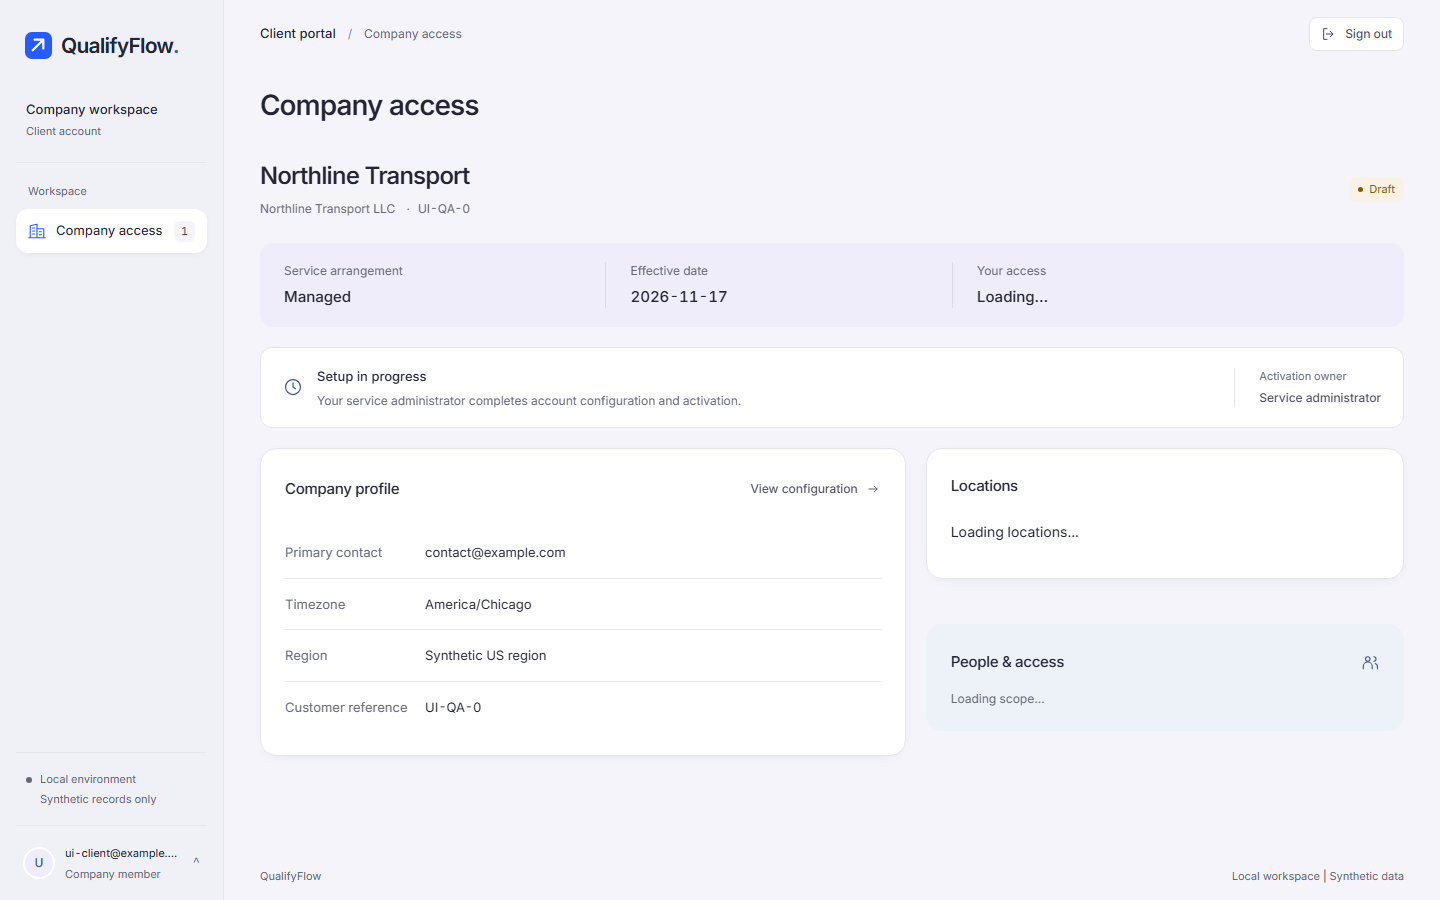 QualifyFlow.
Company workspace
Client account
Workspace
Company access 1
Local environment
Synthetic records only
U
ui-client@example....
Company member
^
Client portal / Company access
Sign out
Company access
Northline Transport
Northline Transport LLC · UI-QA-0
Draft
Service arrangement
Managed
Effective date
2026-11-17
Your access
Loading...
Setup in progress
Your service administrator completes account configuration and activation.
Activation owner
Service administrator
Company profile
View configuration →
Primary contact contact@example.com
Timezone America/Chicago
Region Synthetic US region
Customer reference UI-QA-0
Locations
Loading locations...
People & access
Loading scope...
QualifyFlow
Local workspace | Synthetic data